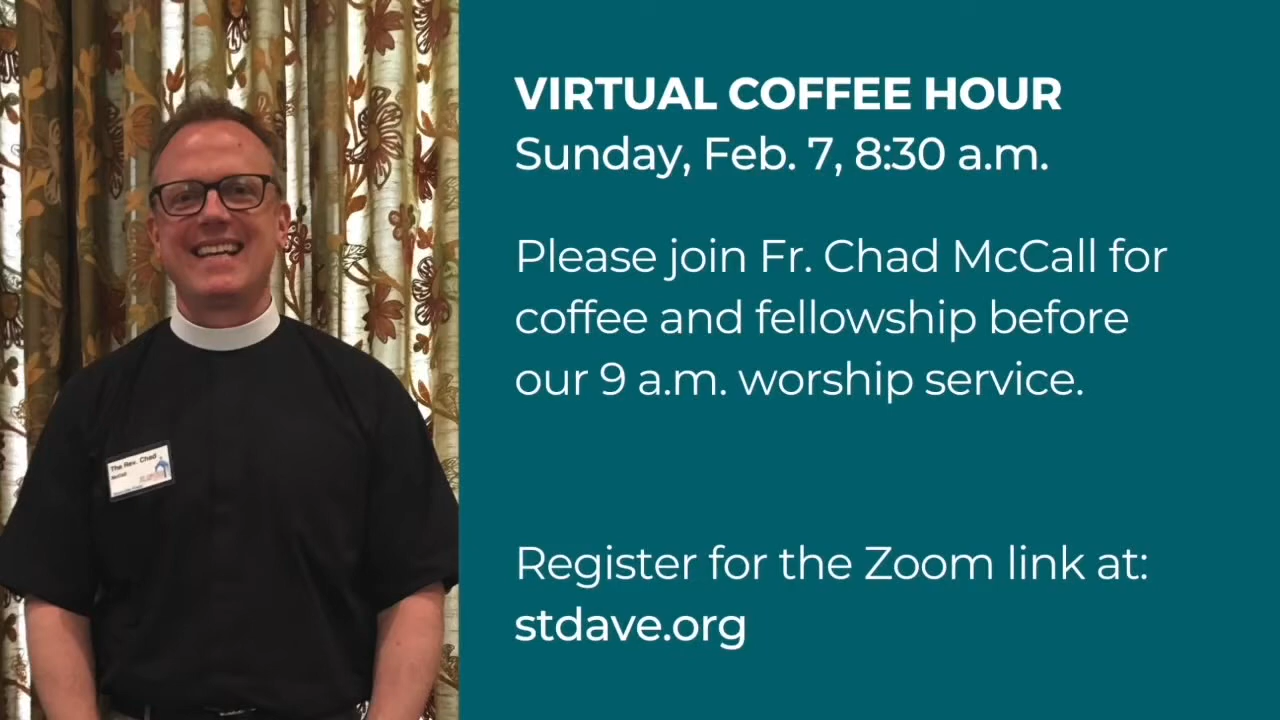 VIRTUAL COFFEE HOUR
Sunday, Feb. 7, 8:30 a.m.
Please join Fr. Chad McCall for
coffee and fellowship before
our 9 a.m. worship service.
Register for the Zoom link at:
stdave.org
The Rev. Chad